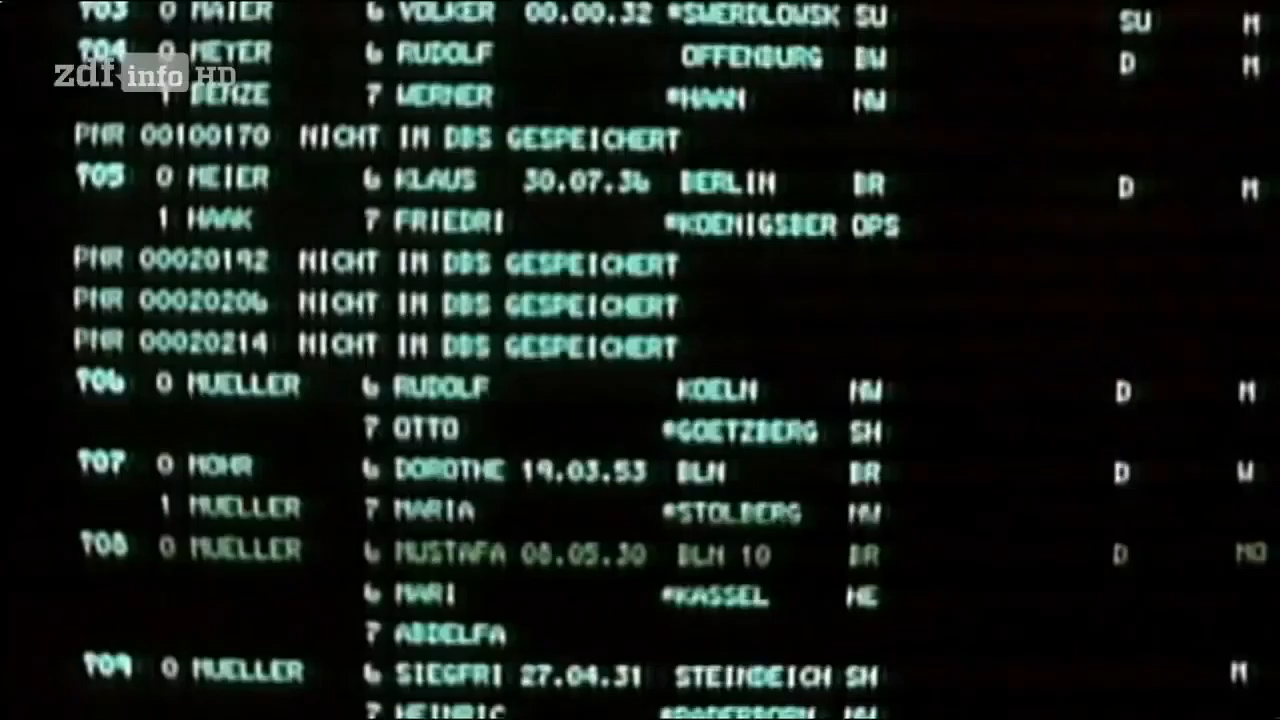 T03 0 MAIER 6 VOLKER 00.00.32 *SWERDLOWSK SU SU M
T04 0 MEYER 6 RUDOLF OFFENBURG BW D M
zdf info HD
1 BENZE 7 WERNER *HAAN NW
PNR 00100170 NICHT IM DBS GESPEICHERT
T05 0 MEIER 6 KLAUS 30.07.36 BERLIN BR D M
1 HAAK 7 FRIEDRI *KOENIGSBER OPS
PNR 00020192 NICHT IM DBS GESPEICHERT
PNR 00020206 NICHT IM DBS GESPEICHERT
PNR 00020214 NICHT IM DBS GESPEICHERT
T06 0 MUELLER 6 RUDOLF KOELN NW D M
7 OTTO *GOETZBERG SH
T07 0 MOHR 6 DOROTHE 19.03.53 BLN BR D W
1 MUELLER 7 MARIA *STOLBERG NW
T08 0 MUELLER 6 MUSTAFA 08.05.30 BLN 10 BR D MO
6 MARI *KASSEL HE
7 ABDELFA
T09 0 MUELLER 6 SIEGFRI 27.04.31 STEINDEICH SH M
7 HEINRIC *PADERBORN NW